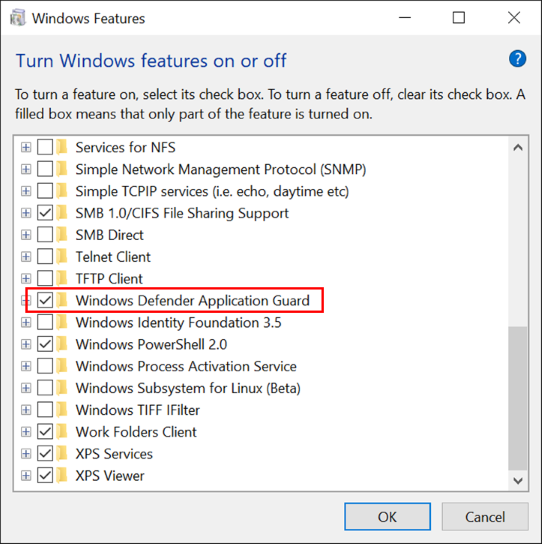 Windows Features
Turn Windows features on or off
?
To turn a feature on, select its check box. To turn a feature off, clear its check box. A
filled box means that only part of the feature is turned on.
Services for NFS
Simple Network Management Protocol (SNMP)
Simple TCPIP services (i.e. echo, daytime etc)
SMB 1.0/CIFS File Sharing Support
SMB Direct
Telnet Client
TFTP Client
Windows Defender Application Guard
Windows Identity Foundation 3.5
Windows PowerShell 2.0
Windows Process Activation Service
Windows Subsystem for Linux (Beta)
Windows TIFF IFilter
Work Folders Client
XPS Services
XPS Viewer
OK
Cancel